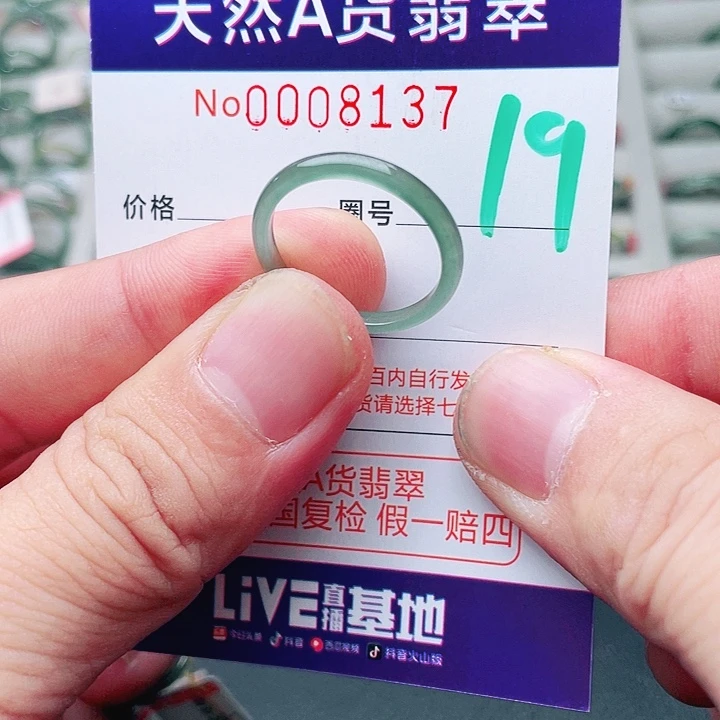 天然A货翡翠
No0008137
19
价格
圈号
百内自行发
货请选择七
A货翡翠
国复检 假一赔四
LiVE直播基地
今日头条 抖音 西瓜视频 抖音火山版